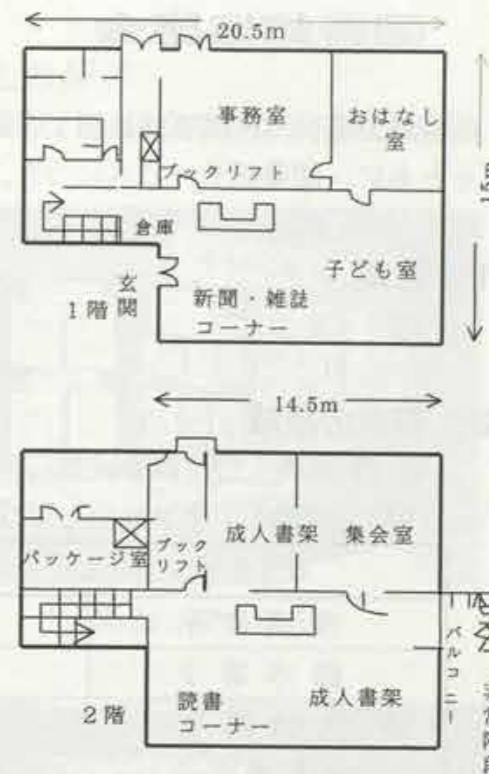 20.5m
事務室
おはなし
室
ブックリフト
15m
倉庫
子ども室
玄関
新聞・雑誌
コーナー
1階
14.5m
成人書架
集会室
ブック
リフト
パッケージ室
バルコニー
読書
コーナー
成人書架
2階